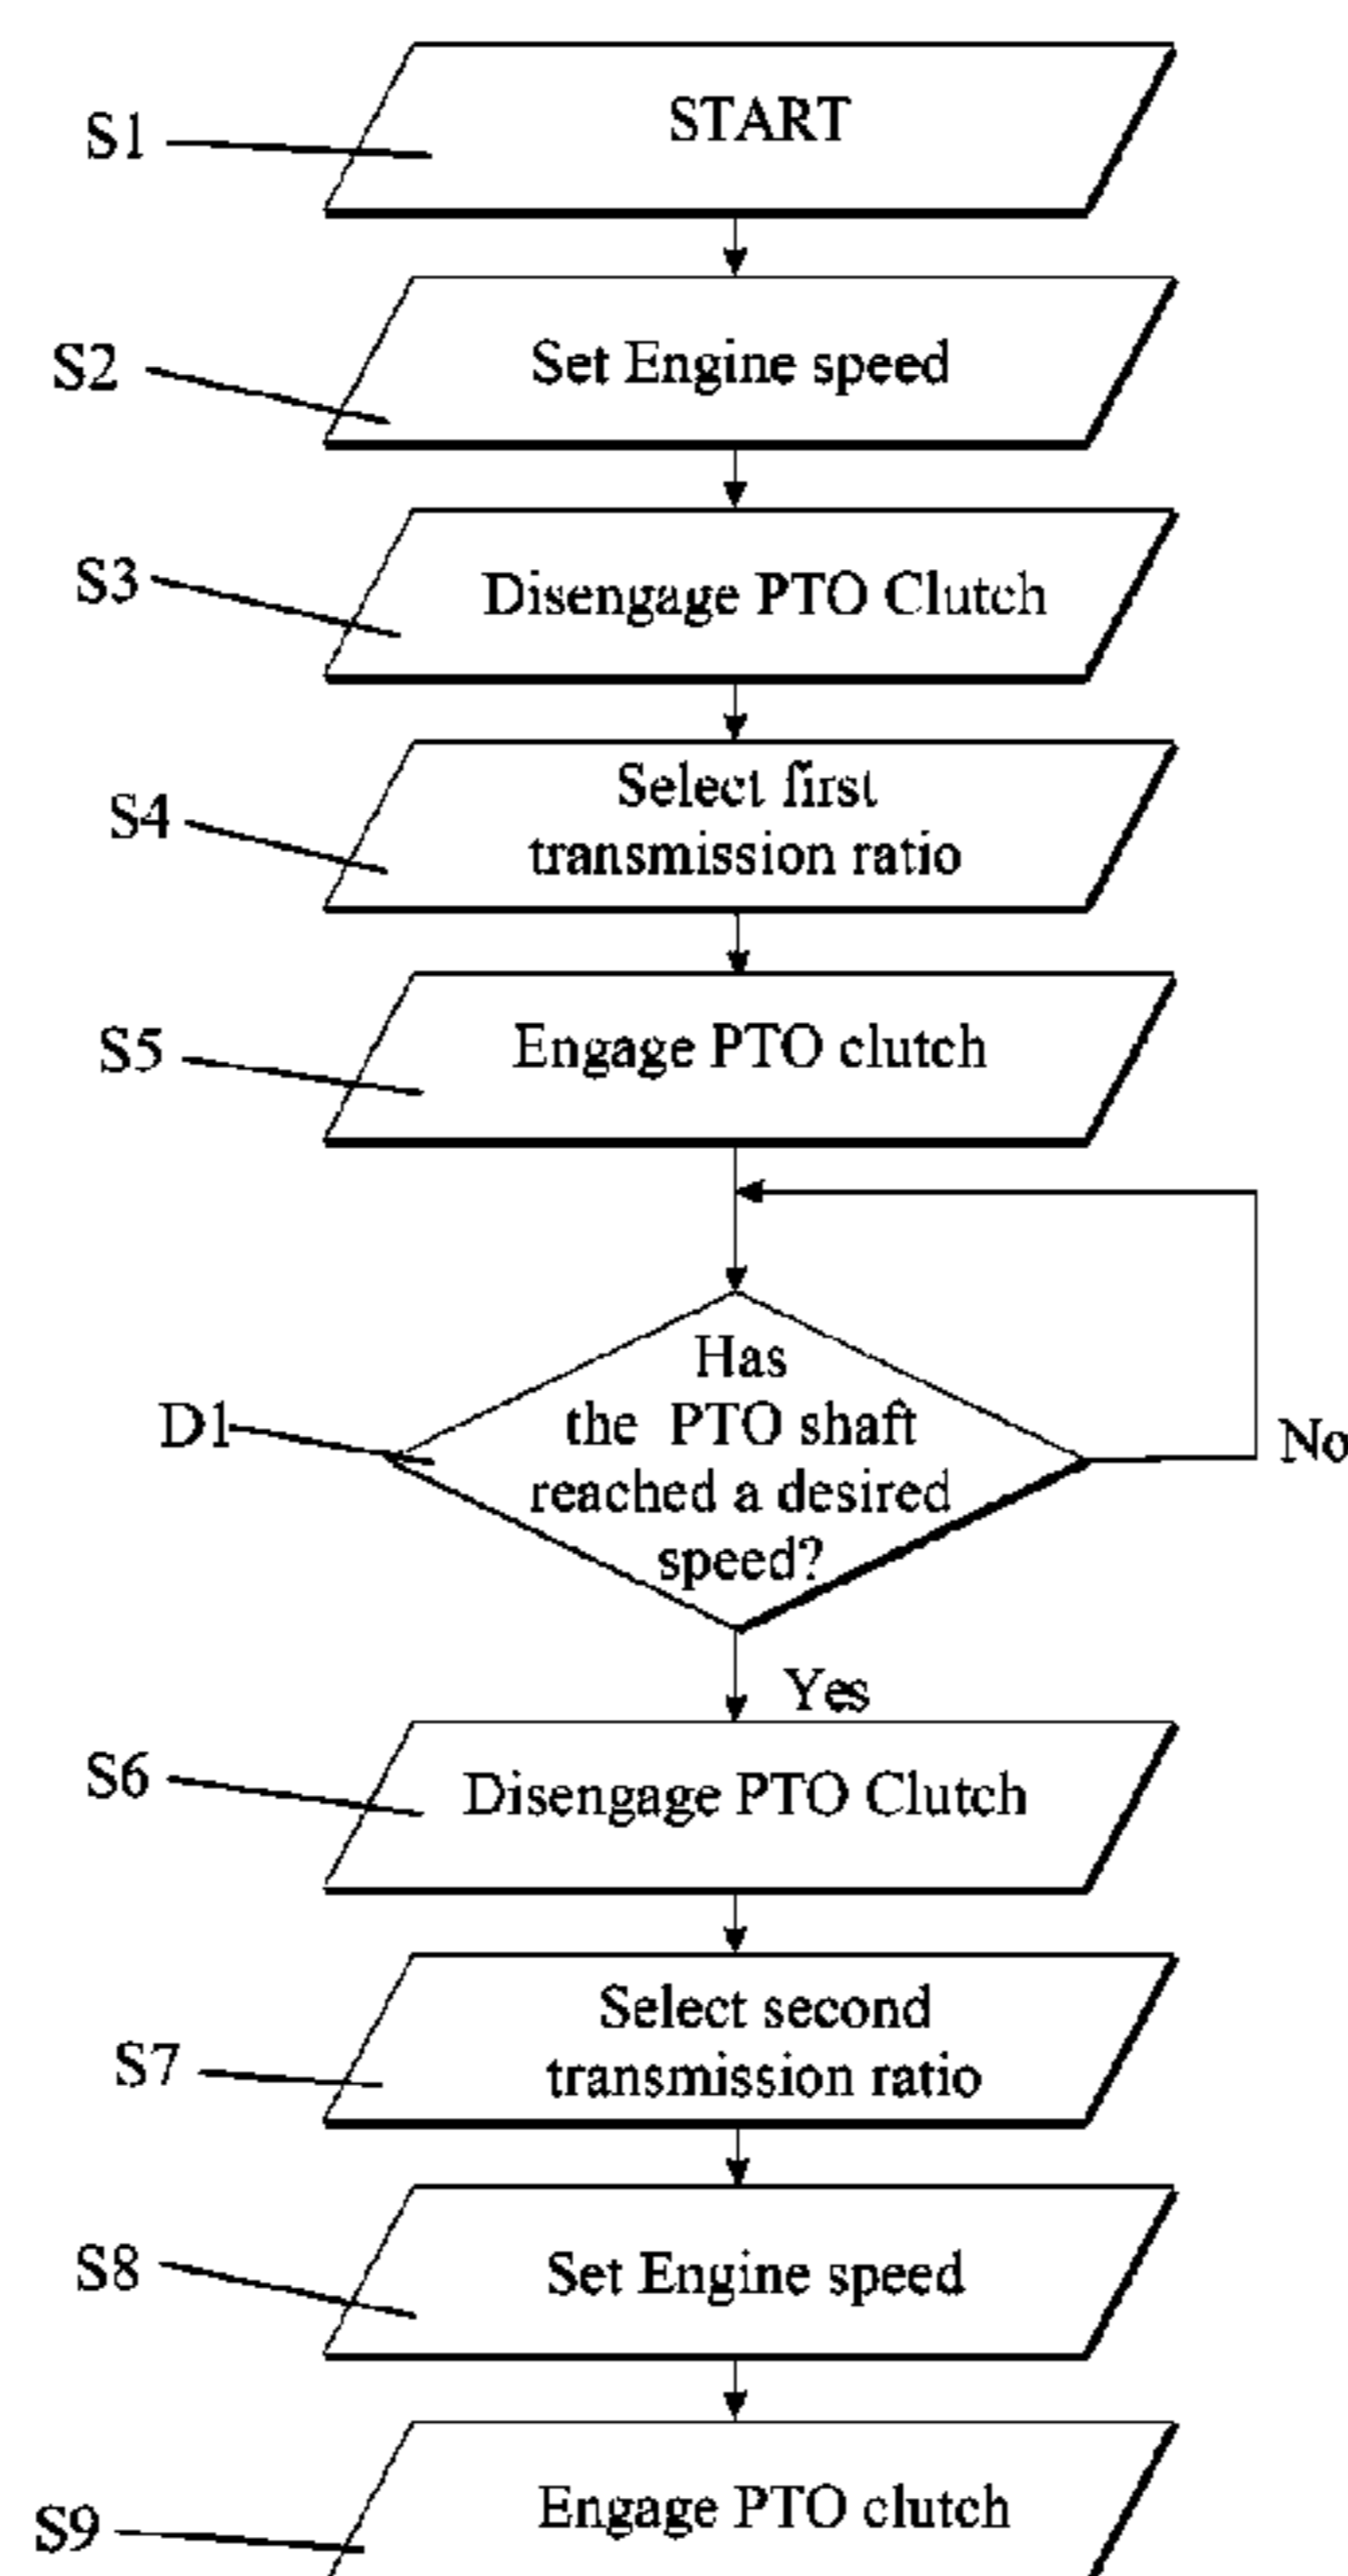 S1
START
S2
Set Engine speed
S3
Disengage PTO Clutch
S4
Select first
transmission ratio
S5
Engage PTO clutch
D1
Has
the PTO shaft
reached a desired
speed?
No
Yes
S6
Disengage PTO Clutch
S7
Select second
transmission ratio
S8
Set Engine speed
S9
Engage PTO clutch